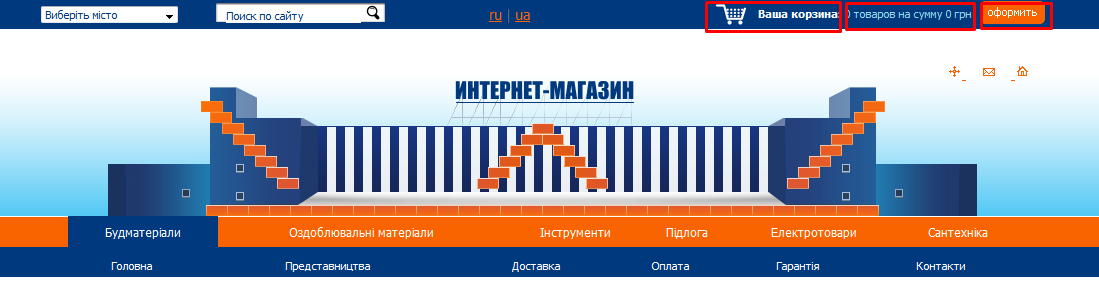 Виберіть місто
Поиск по сайту
ru | ua
Ваша корзина: 0 товаров на сумму 0 грн
оформить
ИНТЕРНЕТ-МАГАЗИН
Будматеріали Оздоблювальні матеріали Інструменти Підлога Електротовари Сантехніка
Головна Представництва Доставка Оплата Гарантія Контакти